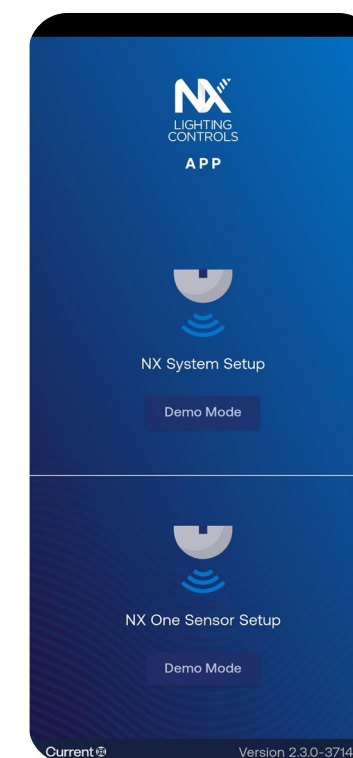 NX
LIGHTING
CONTROLS
APP
NX System Setup
Demo Mode
NX One Sensor Setup
Demo Mode
Current
Version 2.3.0-3714